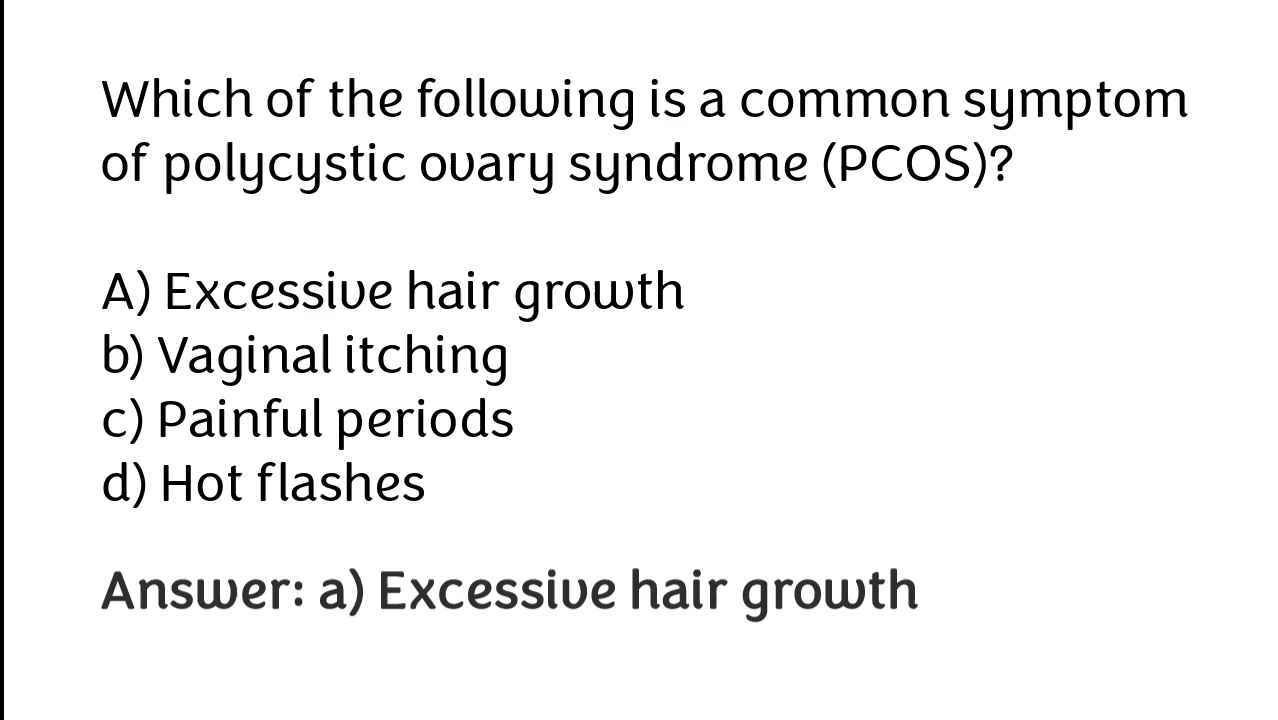 Which of the following is a common symptom
of polycystic ovary syndrome (PCOS)?
A) Excessive hair growth
b) Vaginal itching
c) Painful periods
d) Hot flashes
Answer: a) Excessive hair growth